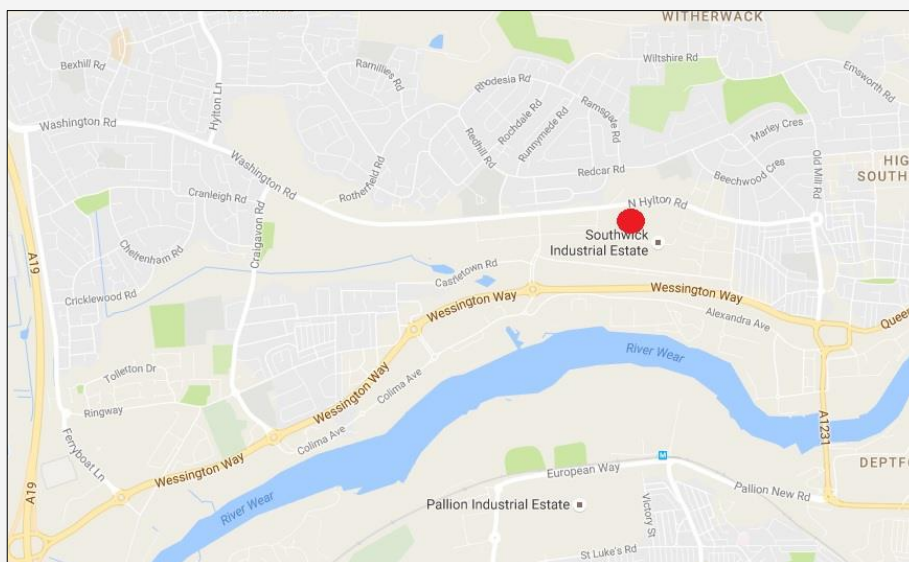 WITHERWACK
Bexhill Rd
Ramillies Rd
Wiltshire Rd
Emsworth Rd
Rhodesia Rd
Hylton Ln
Washington Rd
Rochdale Rd
Runnymede Rd
Ramsgate Rd
Redhill Rd
Marley Cres
Old Mill Rd
Washington Rd
Rotherfield Rd
Redcar Rd
Beechwood Cres
HIG
SOUTH
Cranleigh Rd
N Hylton Rd
Craigavon Rd
Cheltenham Rd
Southwick
Industrial Estate
A19
Castletown Rd
Cricklewood Rd
Wessington Way
Wessington Way
Alexandra Ave
Queen
River Wear
Wessington Way
Tolleston Dr
Colima Ave
Ringway
Colima Ave
A1231
Ferryboat Ln
Wessington Way
M
European Way
DEPTF
A19
River Wear
Pallion Industrial Estate
Pallion New Rd
Victory St
St Luke's Rd